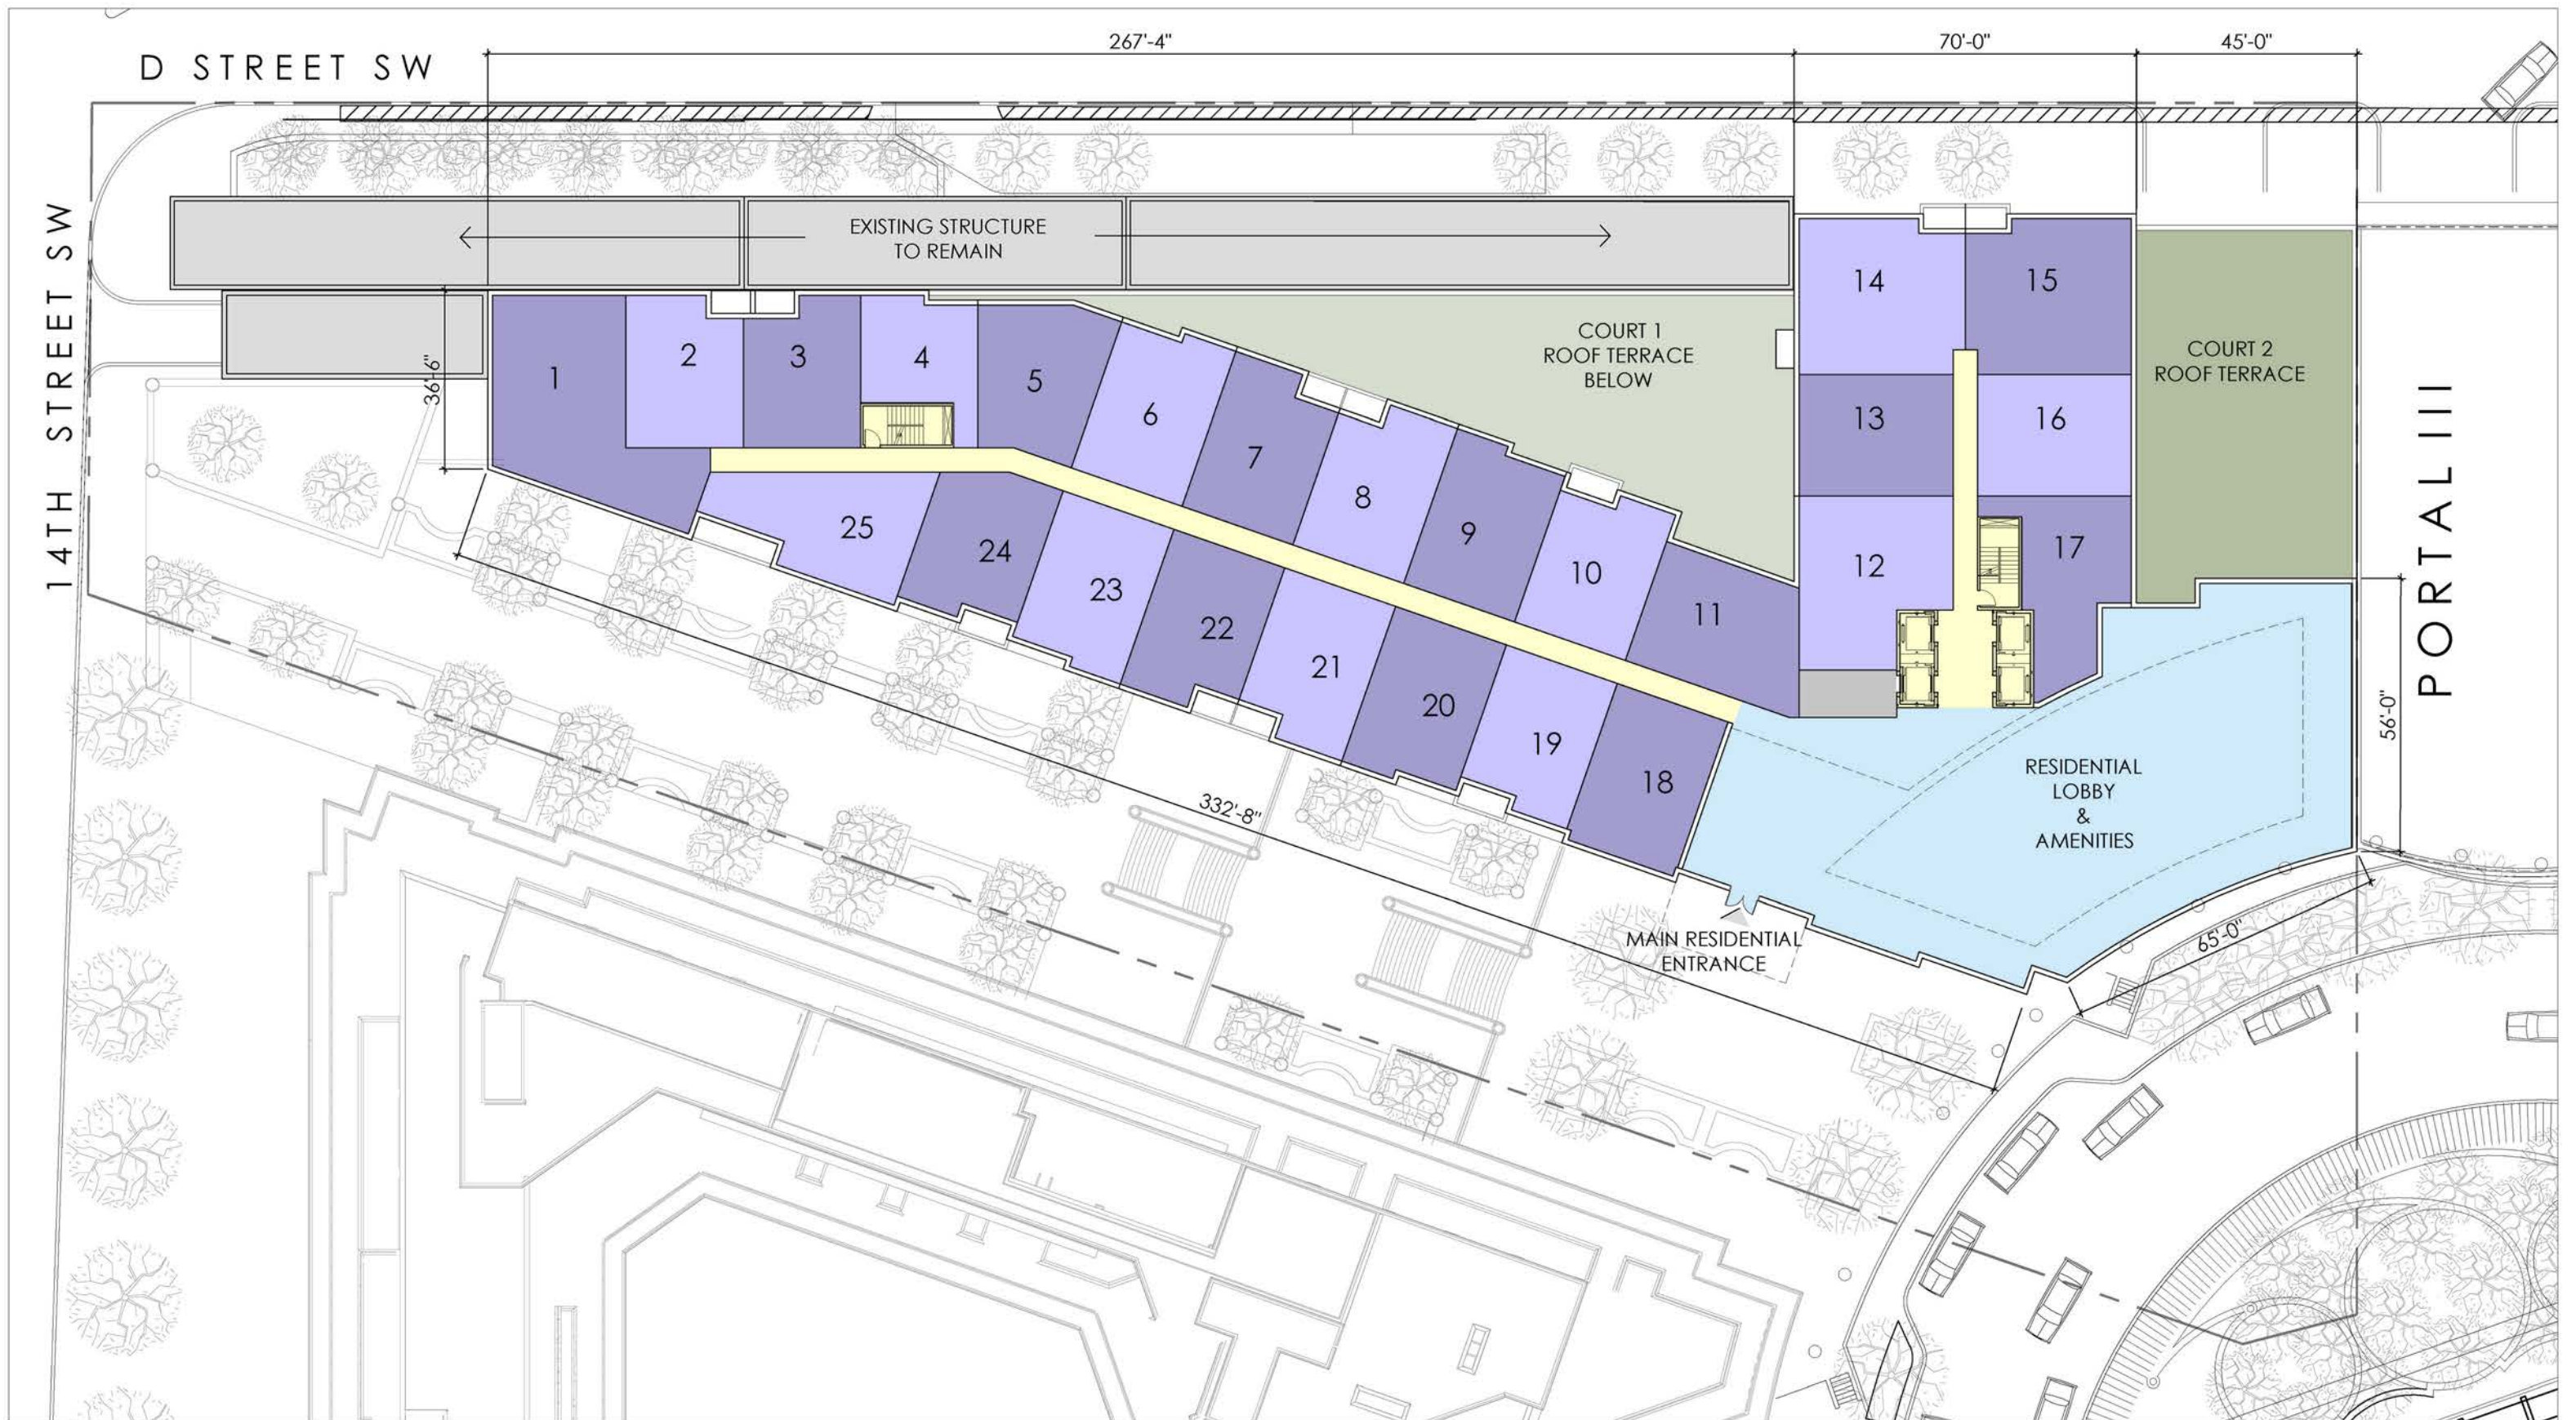 267'-4"
70'-0"
45'-0"
D STREET SW
14TH STREET SW
EXISTING STRUCTURE
TO REMAIN
36'-6"
1
2
3
4
5
6
7
8
9
10
11
COURT 1
ROOF TERRACE
BELOW
14
15
13
16
12
17
COURT 2
ROOF TERRACE
PORTAL III
56'-0"
25
24
23
22
21
20
19
18
332'-8"
RESIDENTIAL
LOBBY
&
AMENITIES
MAIN RESIDENTIAL
ENTRANCE
65'-0"